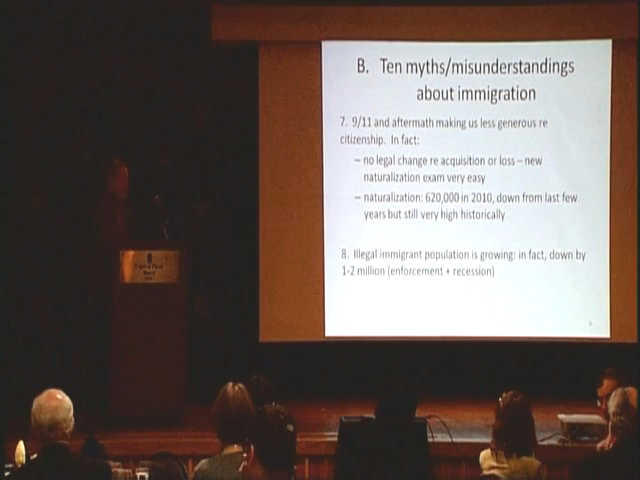 B. Ten myths/misunderstandings
about immigration
7. 9/11 and aftermath making us less generous re
citizenship. In fact:
– no legal change re acquisition or loss – new
naturalization exam very easy
– naturalization: 620,000 in 2010, down from last few
years but still very high historically
8. Illegal immigrant population is growing: in fact, down by
1-2 million (enforcement + recession)
Capital Plaza
Hotel